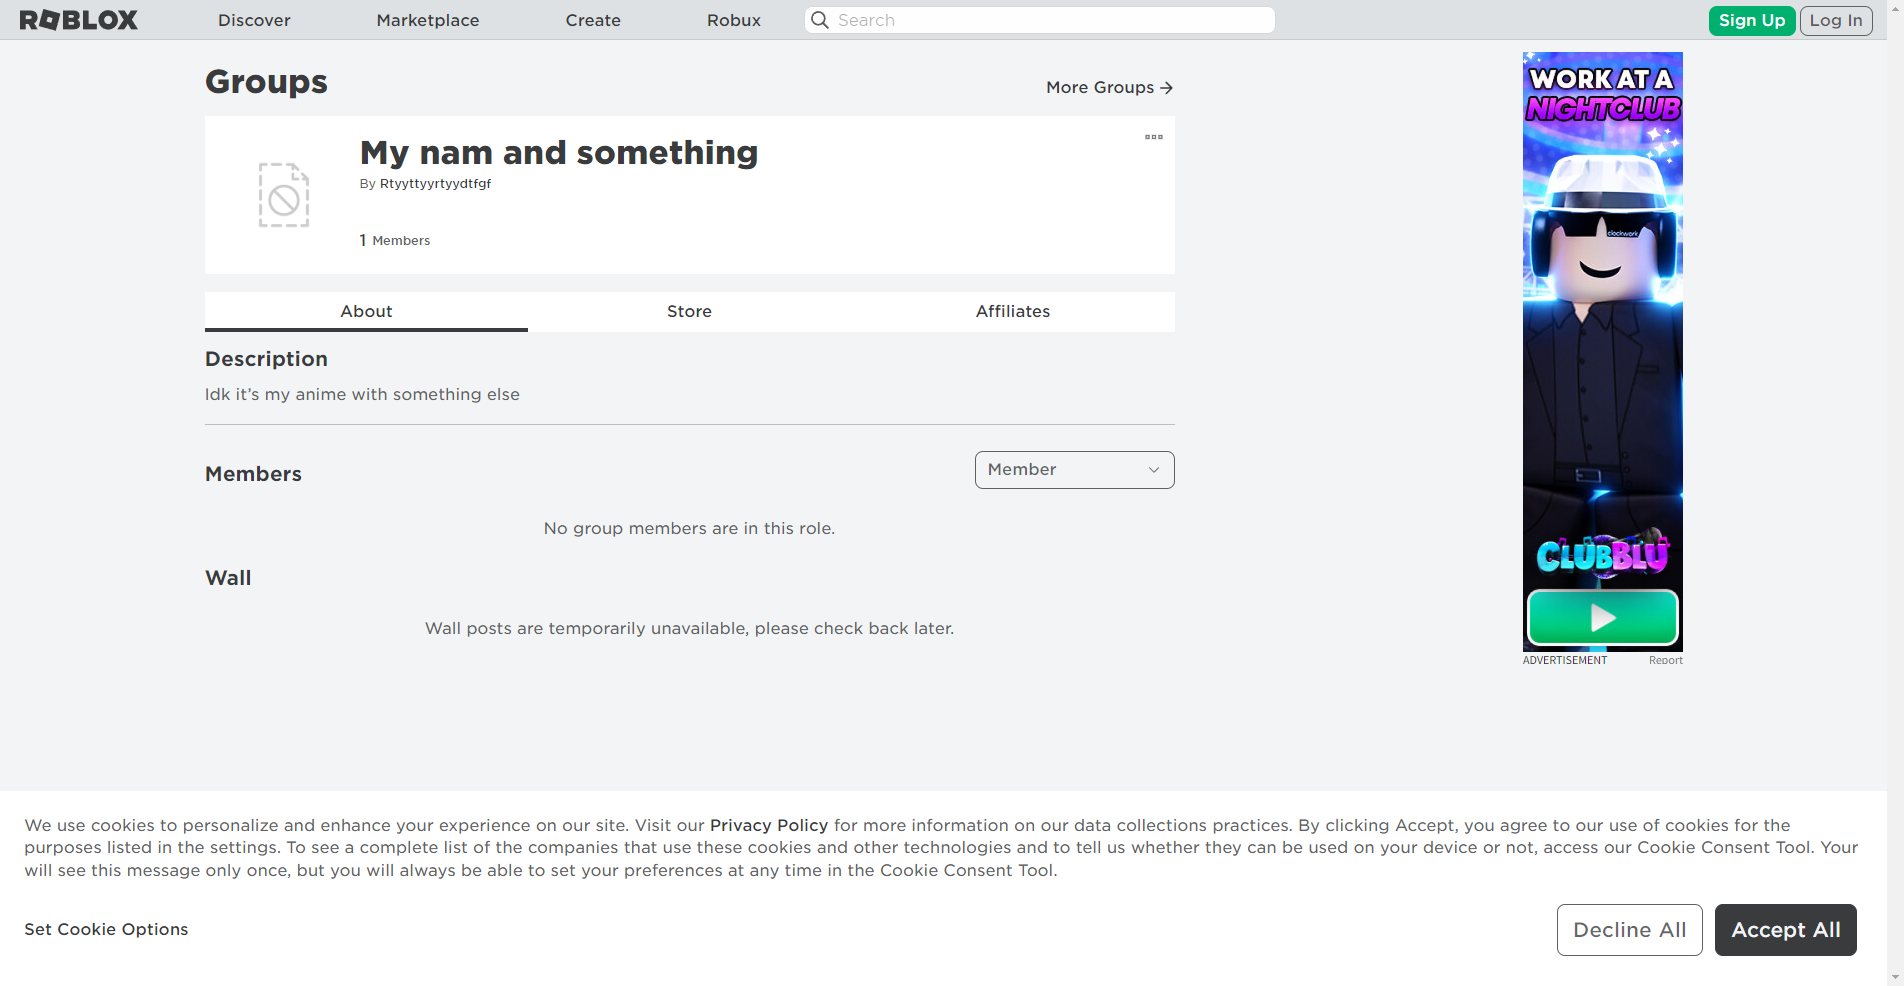 ROBLOX Discover Marketplace Create Robux Search Sign Up Log In
Groups
More Groups
My nam and something
By Rtyyttyyrtyydtfgf
1 Members
About Store Affiliates
Description
Idk it’s my anime with something else
Members
Member
No group members are in this role.
Wall
Wall posts are temporarily unavailable, please check back later.
WORK AT A
NIGHTCLUB
clockwork
CLUBBLU
ADVERTISEMENT Report
We use cookies to personalize and enhance your experience on our site. Visit our Privacy Policy for more information on our data collections practices. By clicking Accept, you agree to our use of cookies for the
purposes listed in the settings. To see a complete list of the companies that use these cookies and other technologies and to tell us whether they can be used on your device or not, access our Cookie Consent Tool. Your
will see this message only once, but you will always be able to set your preferences at any time in the Cookie Consent Tool.
Set Cookie Options
Decline All Accept All